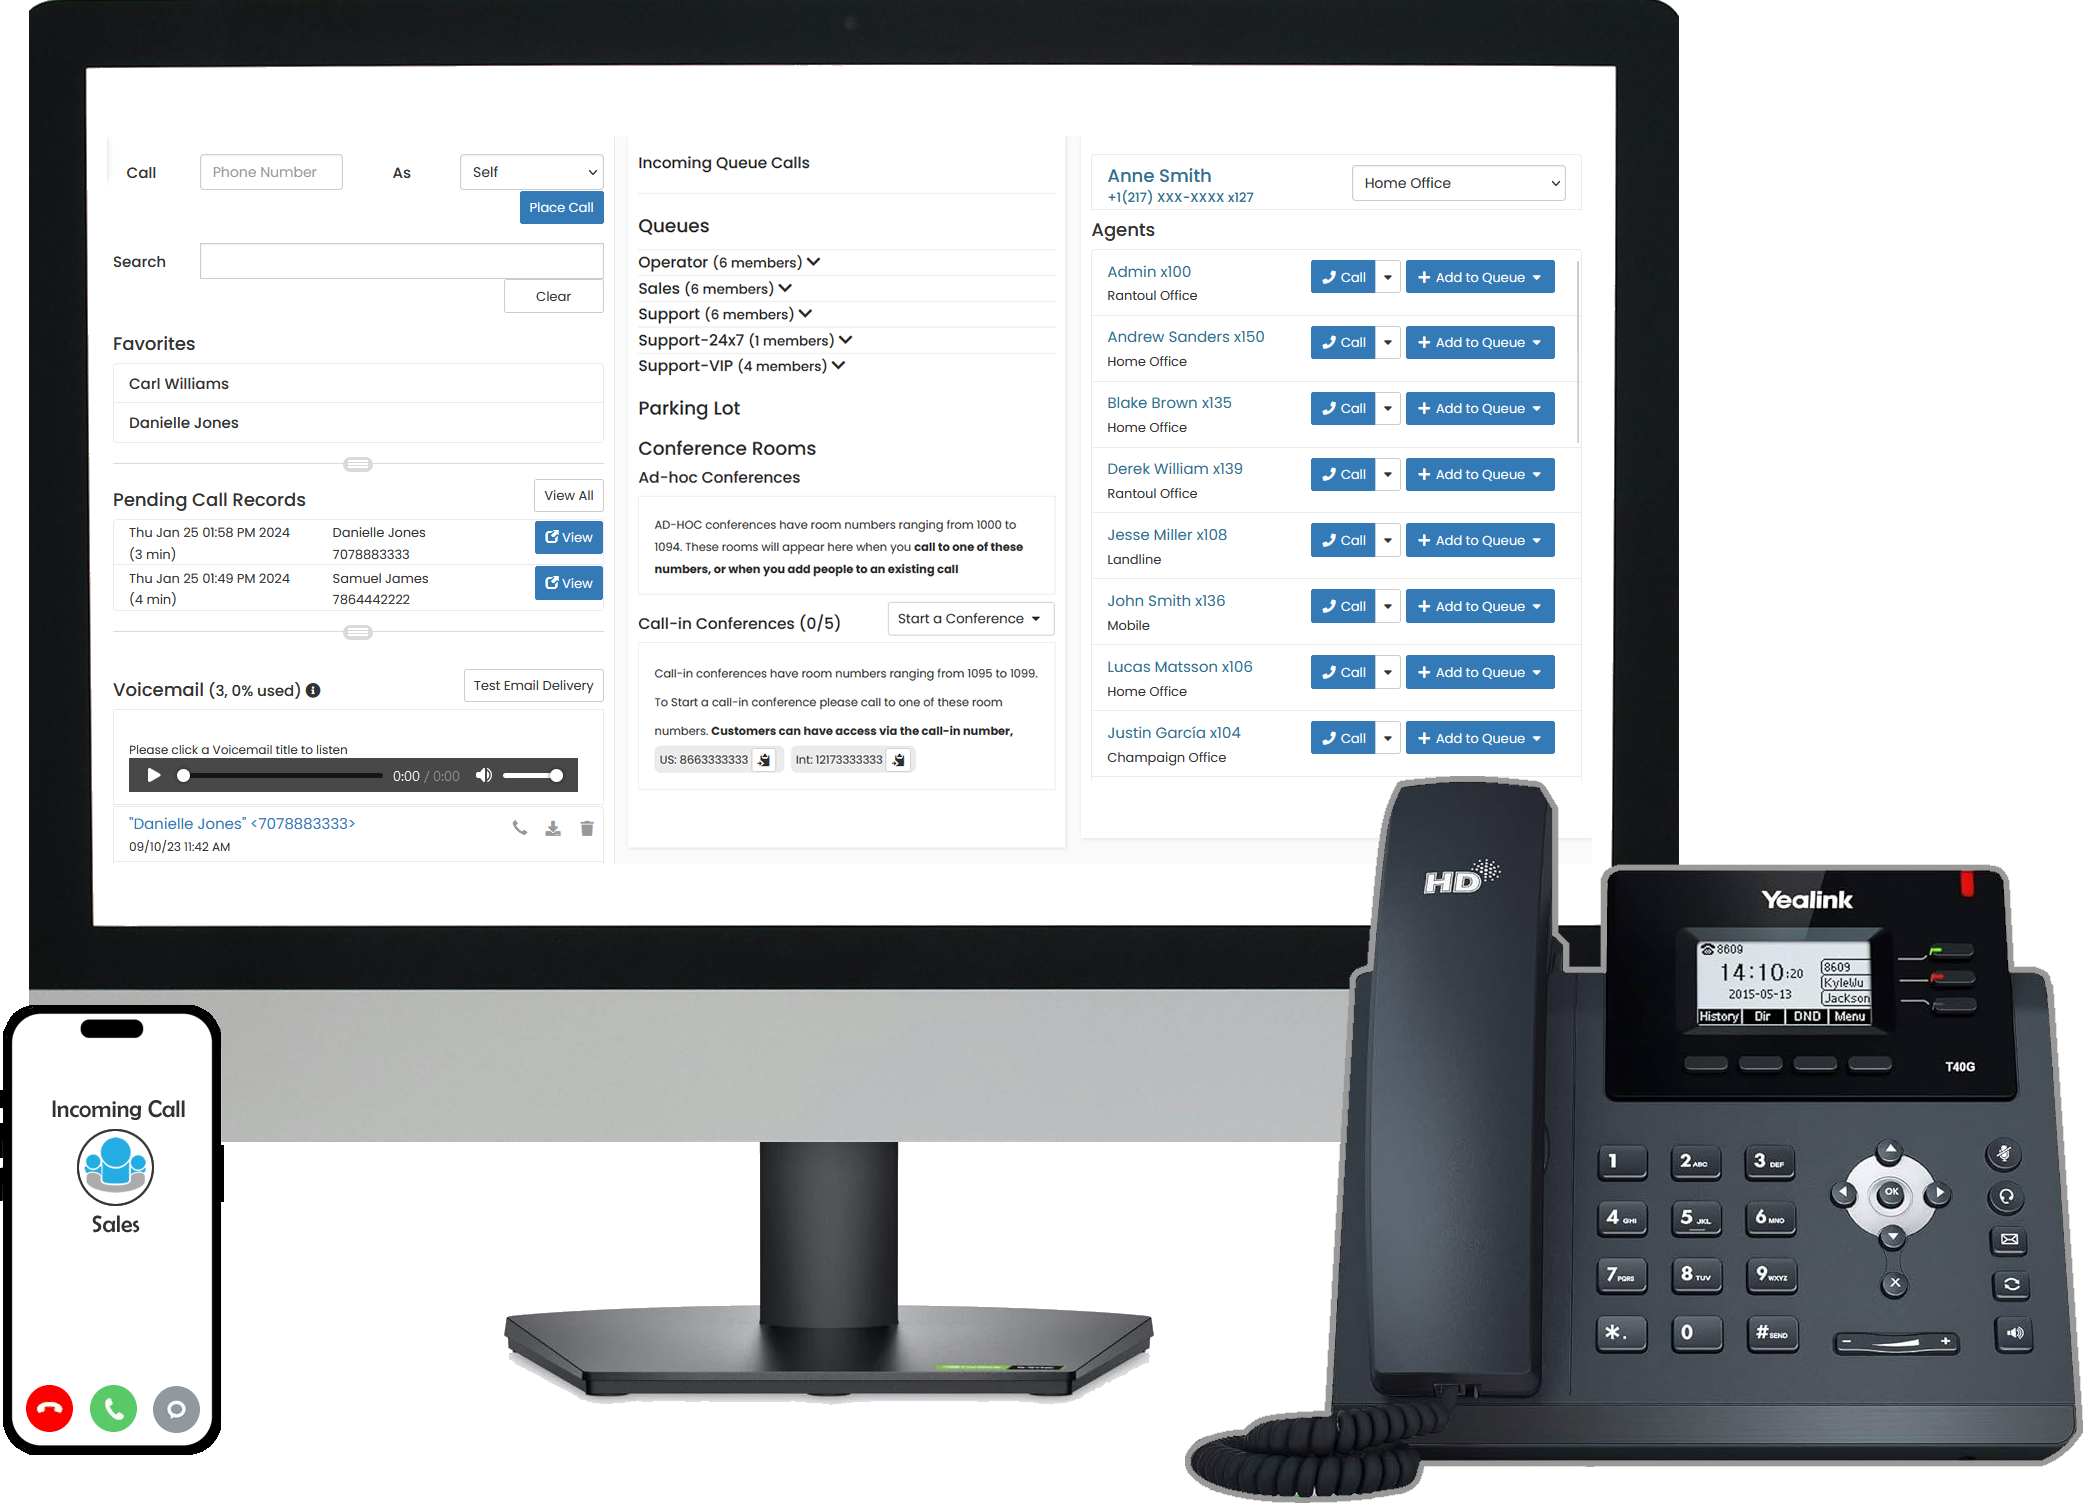 Call
Phone Number
As
Self
Place Call
Search
Clear
Favorites
Carl Williams
Danielle Jones
Pending Call Records
View All
Thu Jan 25 01:58 PM 2024
(3 min)
Danielle Jones
7078883333
View
Thu Jan 25 01:49 PM 2024
(4 min)
Samuel James
7864442222
View
Voicemail (3, 0% used)
Test Email Delivery
Please click a Voicemail title to listen
0:00 / 0:00
"Danielle Jones" <7078883333>
09/10/23 11:42 AM
Incoming Queue Calls
Queues
Operator (6 members)
Sales (6 members)
Support (6 members)
Support-24x7 (1 members)
Support-VIP (4 members)
Parking Lot
Conference Rooms
Ad-hoc Conferences
AD-HOC conferences have room numbers ranging from 1000 to
1094. These rooms will appear here when you call to one of these
numbers, or when you add people to an existing call
Call-in Conferences (0/5)
Start a Conference
Call-in conferences have room numbers ranging from 1095 to 1099.
To Start a call-in conference please call to one of these room
numbers. Customers can have access via the call-in number,
US: 8663333333
Int: 12173333333
Anne Smith
+1(217) XXX-XXXX x127
Home Office
Agents
Admin x100
Rantoul Office
Call
Add to Queue
Andrew Sanders x150
Home Office
Call
Add to Queue
Blake Brown x135
Home Office
Call
Add to Queue
Derek William x139
Rantoul Office
Call
Add to Queue
Jesse Miller x108
Landline
Call
Add to Queue
John Smith x136
Mobile
Call
Add to Queue
Lucas Matsson x106
Home Office
Call
Add to Queue
Justin García x104
Champaign Office
Call
Add to Queue
Incoming Call
Sales
HD
Yealink
8609
14:10:20
2015-05-13
8609
KyleWu
Jackson
History Dir DND Menu
T40G
1 2 ABC 3 DEF
4 GHI 5 JKL 6 MNO
7 PQRS 8 TUV 9 WXYZ
*. 0 # SEND
OK